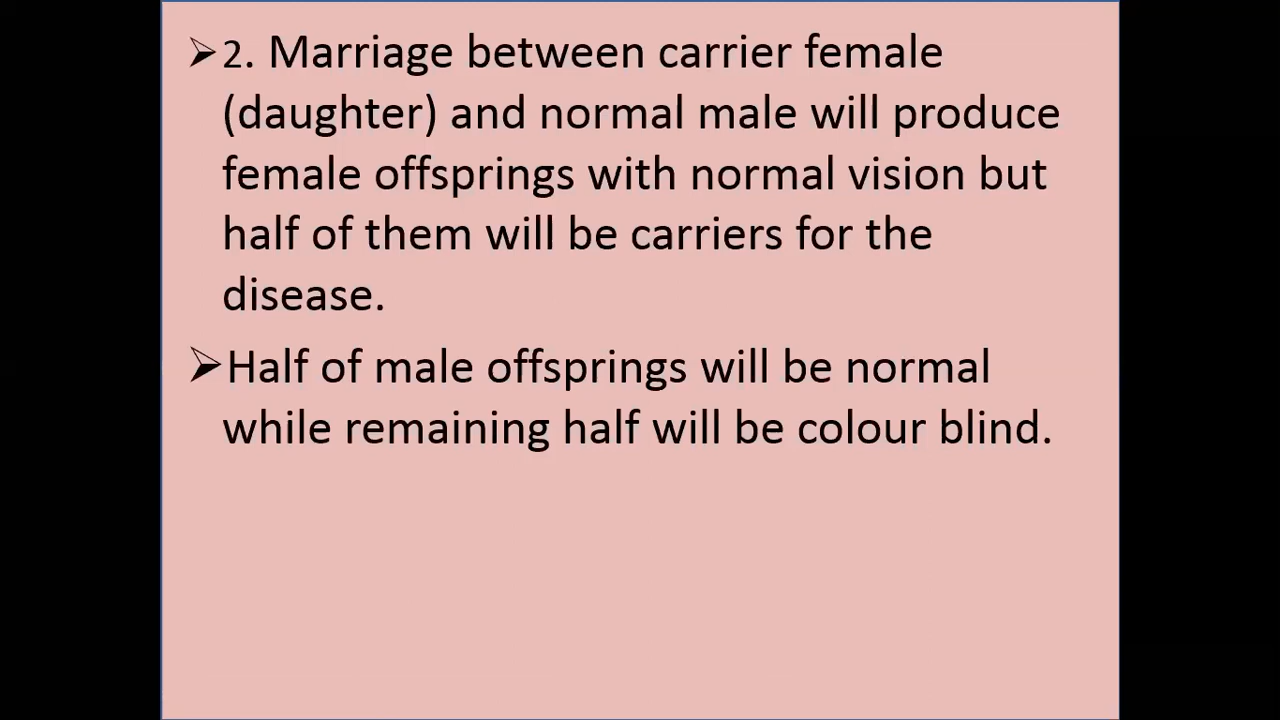 ➢2. Marriage between carrier female
(daughter) and normal male will produce
female offsprings with normal vision but
half of them will be carriers for the
disease.
➢Half of male offsprings will be normal
while remaining half will be colour blind.